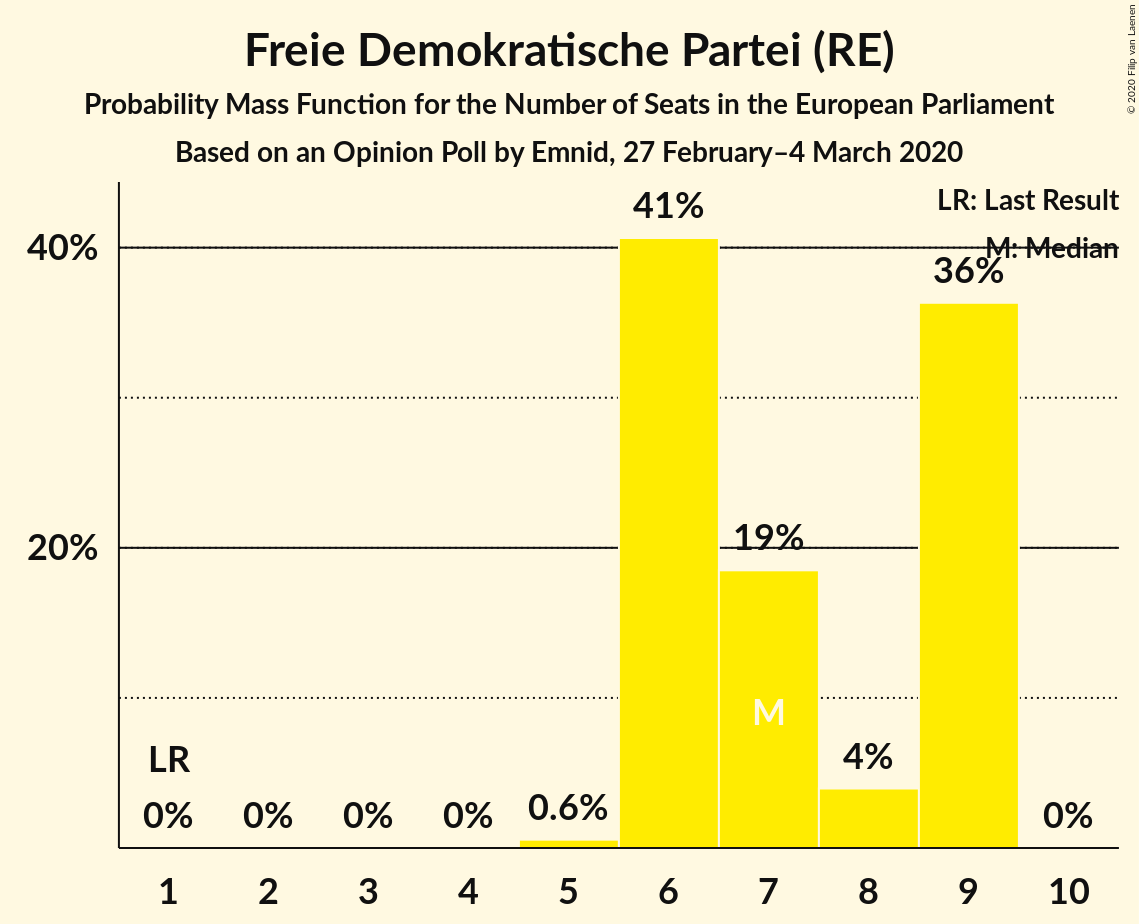 Freie Demokratische Partei (RE)
Probability Mass Function for the Number of Seats in the European Parliament
Based on an Opinion Poll by Emnid, 27 February–4 March 2020
© 2020 Filip van Laenen
LR: Last Result
M: Median
40%
20%
41%
36%
19%
M
4%
0.6%
LR
0%
0%
0%
0%
0%
1
2
3
4
5
6
7
8
9
10